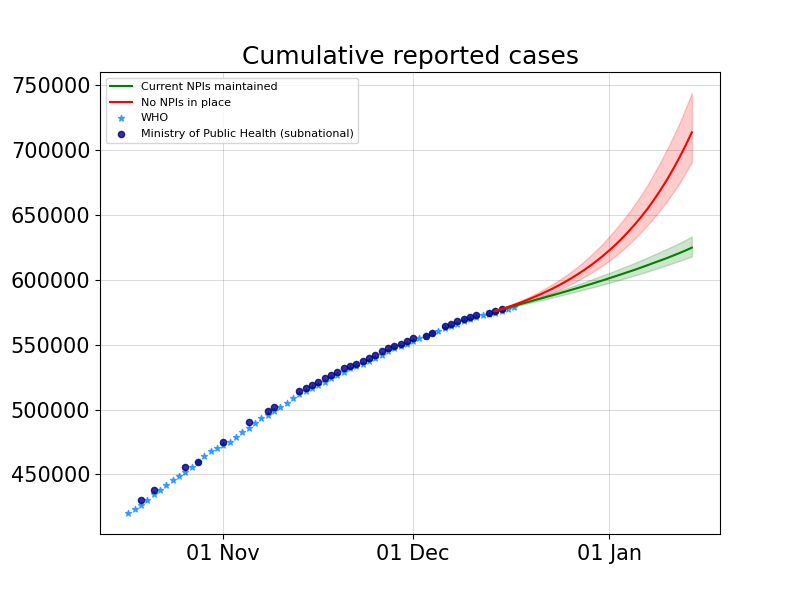 Cumulative reported cases
Current NPIs maintained
No NPIs in place
WHO
Ministry of Public Health (subnational)
750000
700000
650000
600000
550000
500000
450000
01 Nov
01 Dec
01 Jan